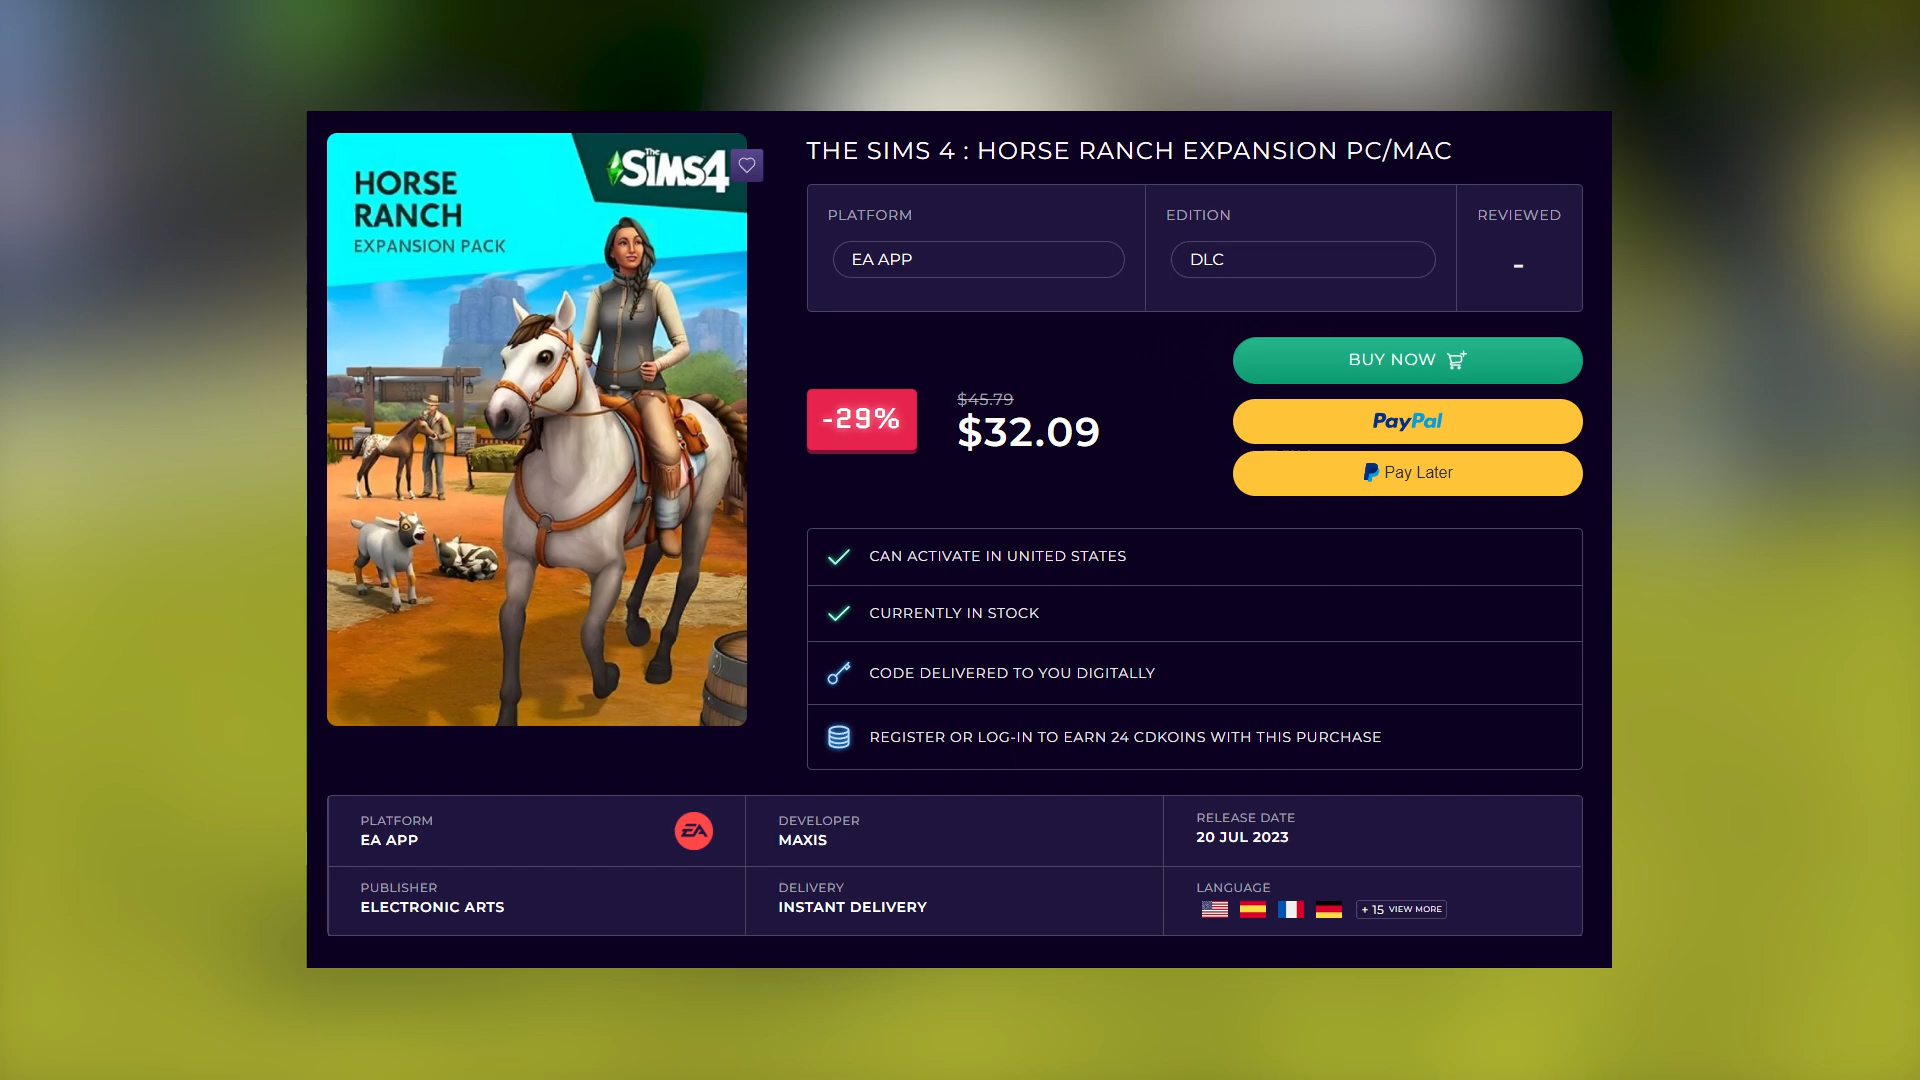 HORSE
RANCH
EXPANSION PACK
The SIMS 4
THE SIMS 4 : HORSE RANCH EXPANSION PC/MAC
PLATFORM
EA APP
EDITION
DLC
REVIEWED
-
-29%
$45.79
$32.09
BUY NOW
PayPal
Pay Later
CAN ACTIVATE IN UNITED STATES
CURRENTLY IN STOCK
CODE DELIVERED TO YOU DIGITALLY
REGISTER OR LOG-IN TO EARN 24 CDKOINS WITH THIS PURCHASE
PLATFORM
EA APP
EA
DEVELOPER
MAXIS
RELEASE DATE
20 JUL 2023
PUBLISHER
ELECTRONIC ARTS
DELIVERY
INSTANT DELIVERY
LANGUAGE
+ 15 VIEW MORE